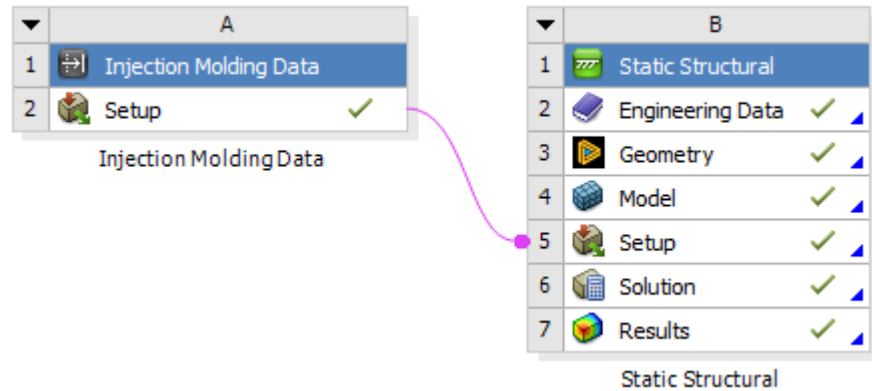 A
1 Injection Molding Data
2 Setup
Injection Molding Data
B
1 Static Structural
2 Engineering Data
3 Geometry
4 Model
5 Setup
6 Solution
7 Results
Static Structural